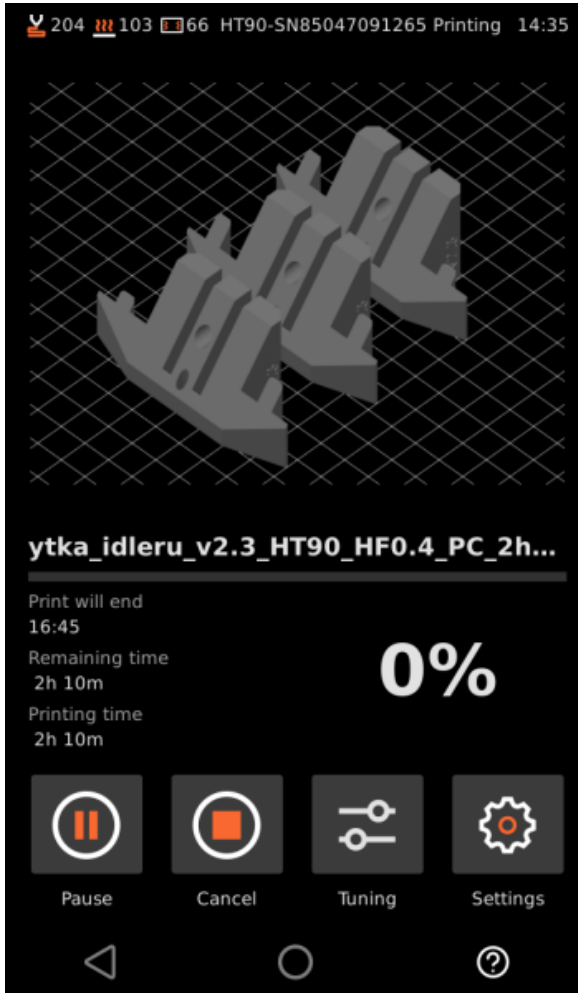 204 103 66 HT90-SN85047091265 Printing 14:35
ytka_idleru_v2.3_HT90_HF0.4_PC_2h...
Print will end
16:45
Remaining time
2h 10m
Printing time
2h 10m
0%
Pause Cancel Tuning Settings
?